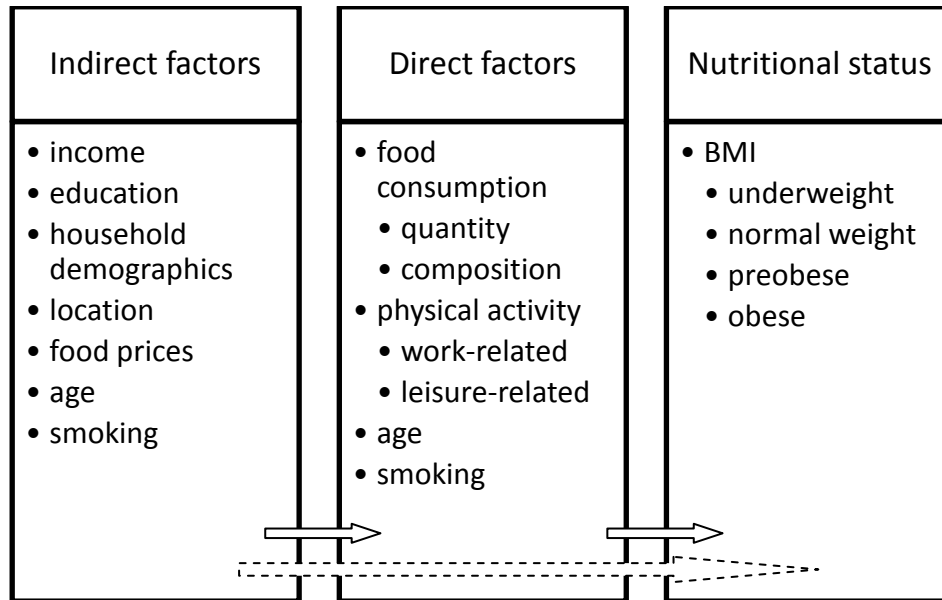 Indirect factors
• income
• education
• household
demographics
• location
• food prices
• age
• smoking
Direct factors
• food
consumption
• quantity
• composition
• physical activity
• work-related
• leisure-related
• age
• smoking
Nutritional status
• BMI
• underweight
• normal weight
• preobese
• obese